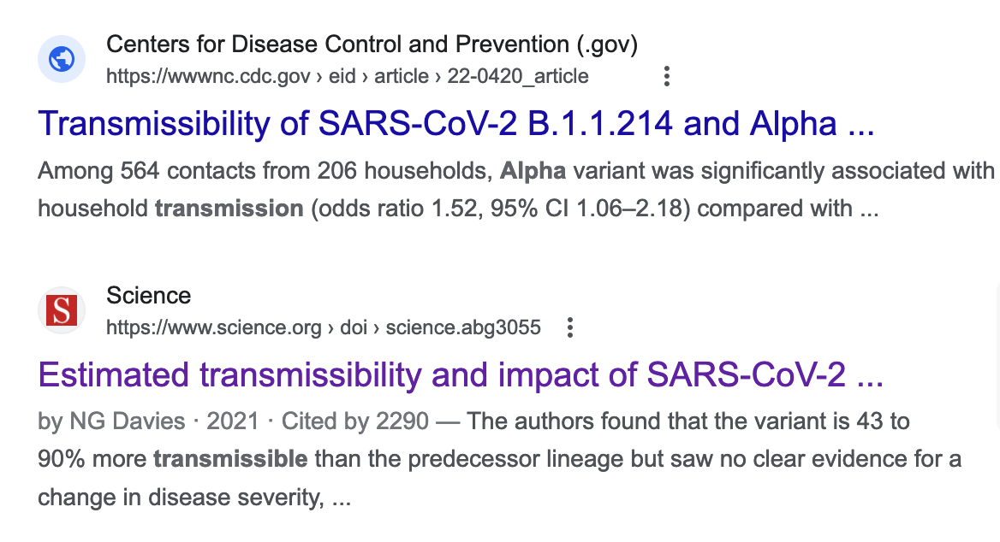 Centers for Disease Control and Prevention (.gov)
https://wwwnc.cdc.gov › eid › article › 22-0420_article
Transmissibility of SARS-CoV-2 B.1.1.214 and Alpha ...
Among 564 contacts from 206 households, Alpha variant was significantly associated with
household transmission (odds ratio 1.52, 95% CI 1.06–2.18) compared with ...
S
Science
https://www.science.org › doi › science.abg3055
Estimated transmissibility and impact of SARS-CoV-2 ...
by NG Davies · 2021 · Cited by 2290 — The authors found that the variant is 43 to
90% more transmissible than the predecessor lineage but saw no clear evidence for a
change in disease severity, ...